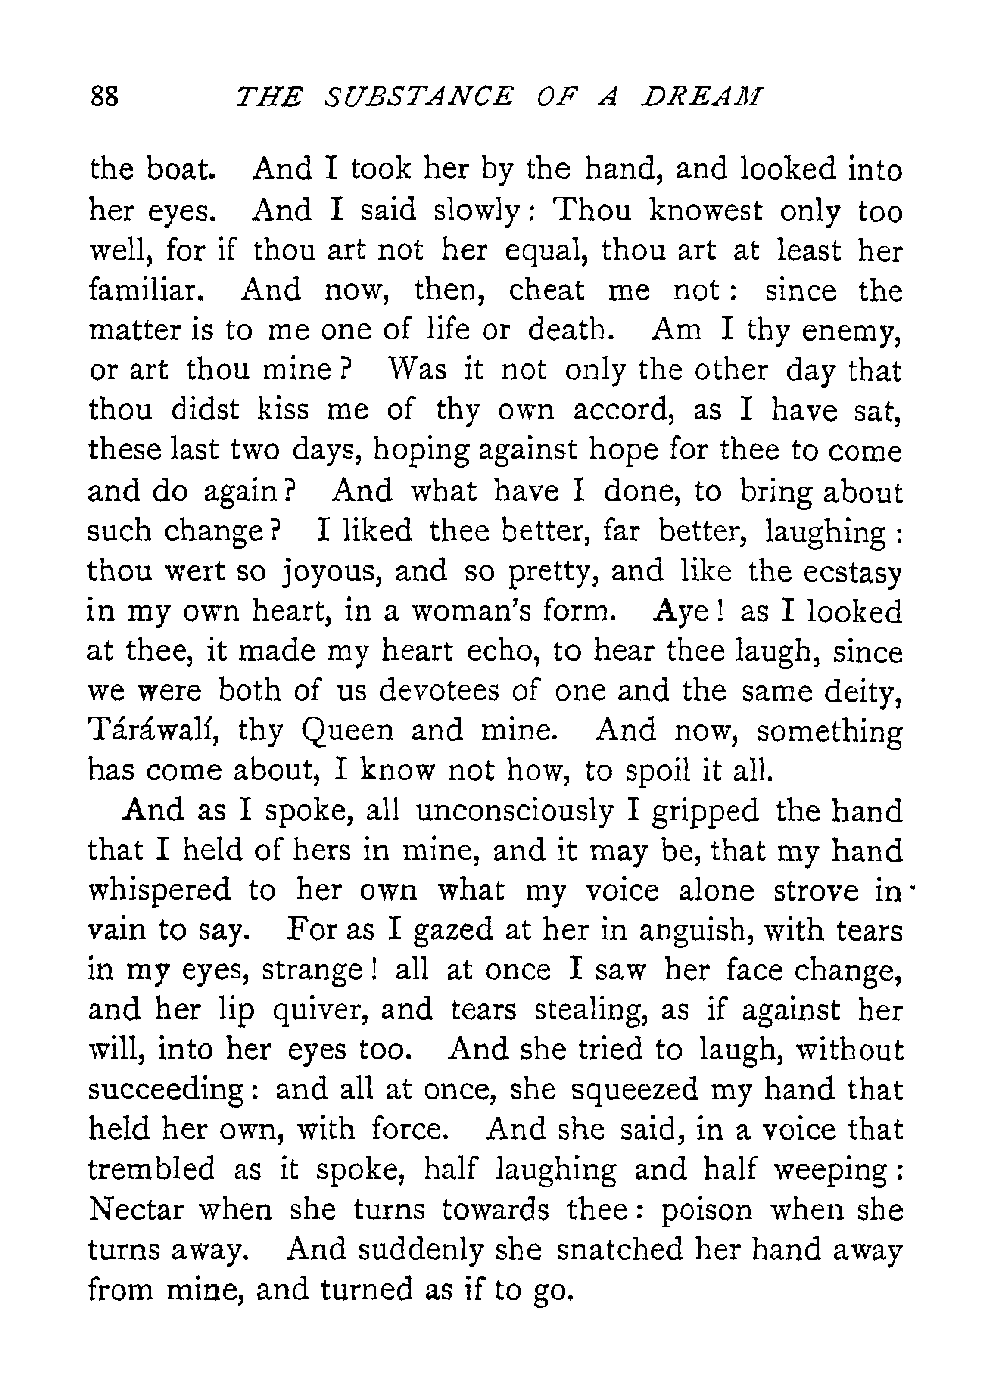 88 THE SUBSTANCE OF A DREAM
the boat. And I took her by the hand, and looked into
her eyes. And I said slowly: Thou knowest only too
well, for if thou art not her equal, thou art at least her
familiar. And now, then, cheat me not: since the
matter is to me one of life or death. Am I thy enemy,
or art thou mine? Was it not only the other day that
thou didst kiss me of thy own accord, as I have sat,
these last two days, hoping against hope for thee to come
and do again? And what have I done, to bring about
such change? I liked thee better, far better, laughing:
thou wert so joyous, and so pretty, and like the ecstasy
in my own heart, in a woman's form. Aye! as I looked
at thee, it made my heart echo, to hear thee laugh, since
we were both of us devotees of one and the same deity,
Táráwalí, thy Queen and mine. And now, something
has come about, I know not how, to spoil it all.
And as I spoke, all unconsciously I gripped the hand
that I held of hers in mine, and it may be, that my hand
whispered to her own what my voice alone strove in
vain to say. For as I gazed at her in anguish, with tears
in my eyes, strange! all at once I saw her face change,
and her lip quiver, and tears stealing, as if against her
will, into her eyes too. And she tried to laugh, without
succeeding: and all at once, she squeezed my hand that
held her own, with force. And she said, in a voice that
trembled as it spoke, half laughing and half weeping:
Nectar when she turns towards thee: poison when she
turns away. And suddenly she snatched her hand away
from mine, and turned as if to go.